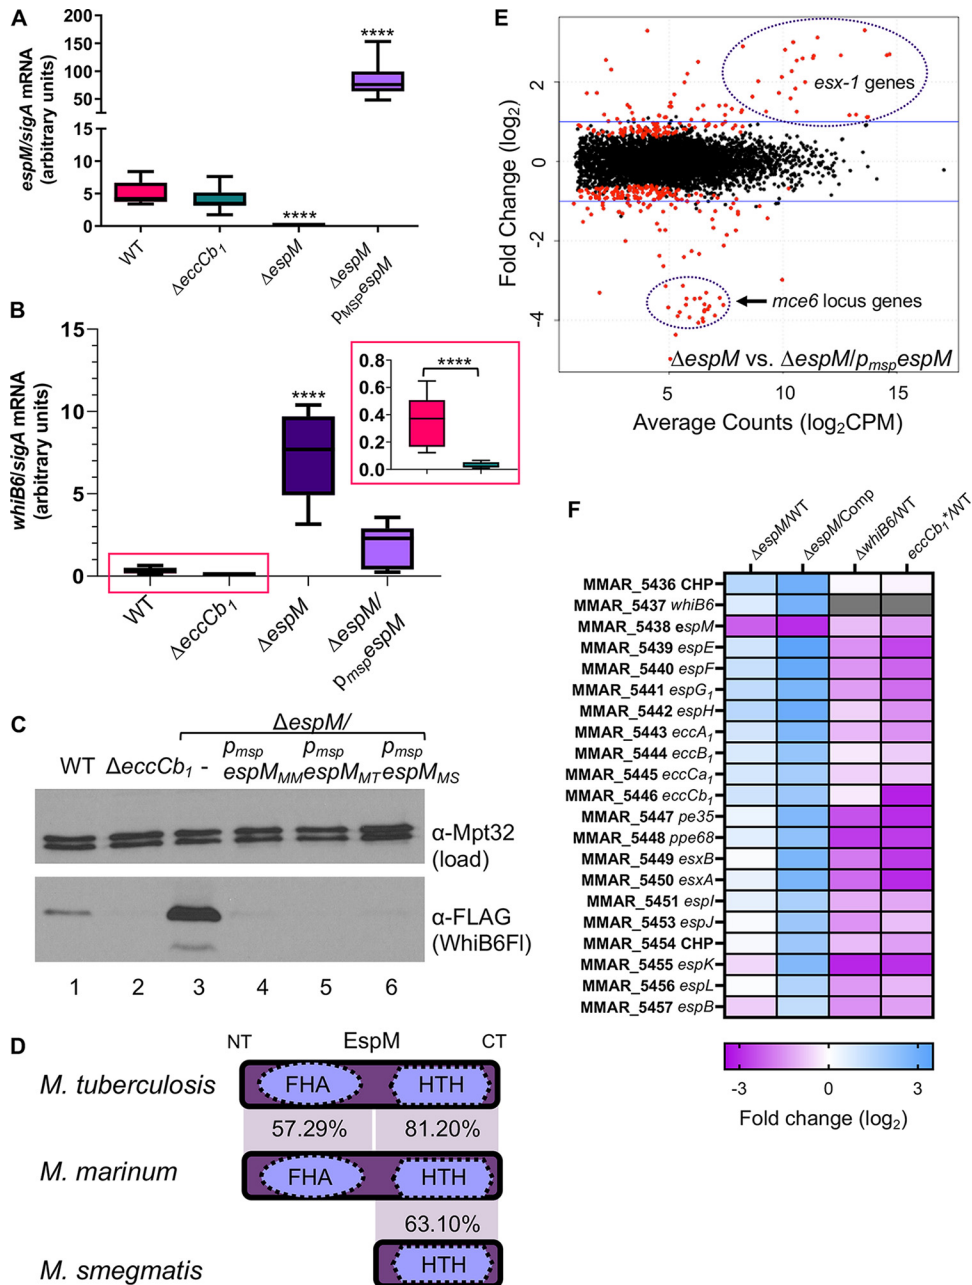 A
espM/sigA mRNA
(arbitrary units)
200
150
100
50
15
10
5
0
****
****
WT
ΔeccCb1
ΔespM
ΔespM
pMSPespM
B
whiB6/sigA mRNA
(arbitrary units)
15
10
5
0
****
0.8
0.6
0.4
0.2
0.0
****
WT
ΔeccCb1
ΔespM
ΔespM/
pmspespM
C
ΔespM/
pmsp pmsp pmsp
WT ΔeccCb1 - espMMM espMMT espMMS
α-Mpt32
(load)
α-FLAG
(WhiB6Fl)
1 2 3 4 5 6
D
NT EspM CT
M. tuberculosis
FHA HTH
57.29% 81.20%
M. marinum
FHA HTH
63.10%
M. smegmatis
HTH
E
Fold Change (log2)
2
0
-2
-4
esx-1 genes
mce6 locus genes
ΔespM vs. ΔespM/pmspespM
5 10 15
Average Counts (log2CPM)
F
ΔespM/WT
ΔespM/Comp
ΔwhiB6/WT
eccCb1*/WT
MMAR_5436 CHP
MMAR_5437 whiB6
MMAR_5438 espM
MMAR_5439 espE
MMAR_5440 espF
MMAR_5441 espG1
MMAR_5442 espH
MMAR_5443 eccA1
MMAR_5444 eccB1
MMAR_5445 eccCa1
MMAR_5446 eccCb1
MMAR_5447 pe35
MMAR_5448 ppe68
MMAR_5449 esxB
MMAR_5450 esxA
MMAR_5451 espI
MMAR_5453 espJ
MMAR_5454 CHP
MMAR_5455 espK
MMAR_5456 espL
MMAR_5457 espB
-3 0 3
Fold change (log2)